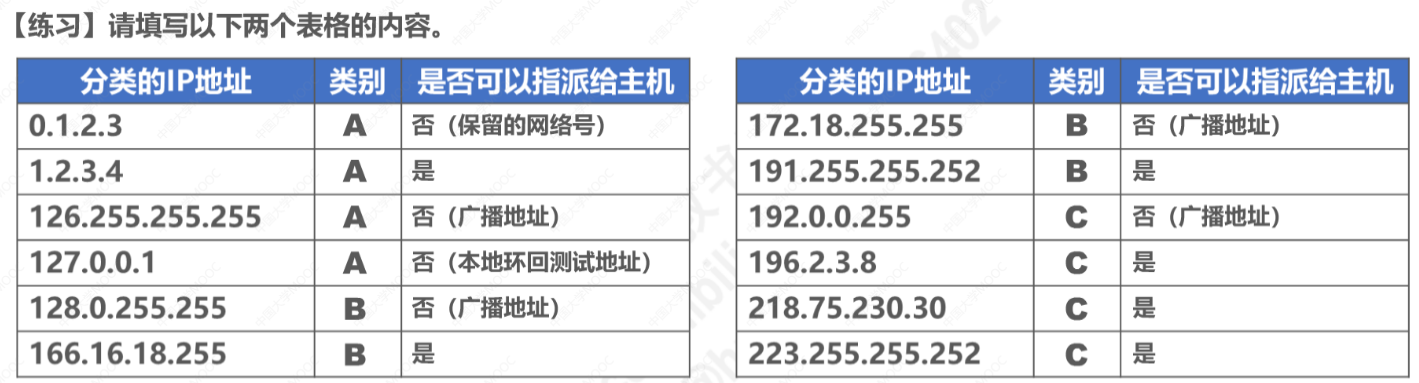 【练习】请填写以下两个表格的内容。
分类的IP地址 类别 是否可以指派给主机
0.1.2.3 A 否（保留的网络号）
1.2.3.4 A 是
126.255.255.255 A 否（广播地址）
127.0.0.1 A 否（本地环回测试地址）
128.0.255.255 B 否（广播地址）
166.16.18.255 B 是
分类的IP地址 类别 是否可以指派给主机
172.18.255.255 B 否（广播地址）
191.255.255.252 B 是
192.0.0.255 C 否（广播地址）
196.2.3.8 C 是
218.75.230.30 C 是
223.255.255.252 C 是